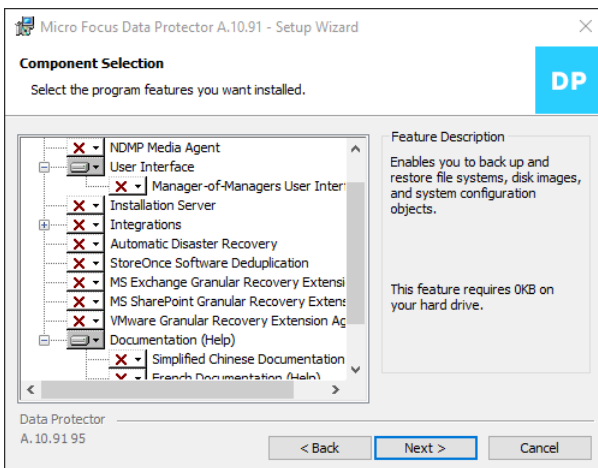 Micro Focus Data Protector A.10.91 - Setup Wizard
Component Selection
Select the program features you want installed.
DP
NDMP Media Agent
User Interface
Manager-of-Managers User Inter
Installation Server
Integrations
Automatic Disaster Recovery
StoreOnce Software Deduplication
MS Exchange Granular Recovery Extensi
MS SharePoint Granular Recovery Extens
VMware Granular Recovery Extension Ag
Documentation (Help)
Simplified Chinese Documentation
French Documentation (Help)
Feature Description
Enables you to back up and
restore file systems, disk images,
and system configuration
objects.
This feature requires 0KB on
your hard drive.
Data Protector
A.10.91 95
< Back
Next >
Cancel